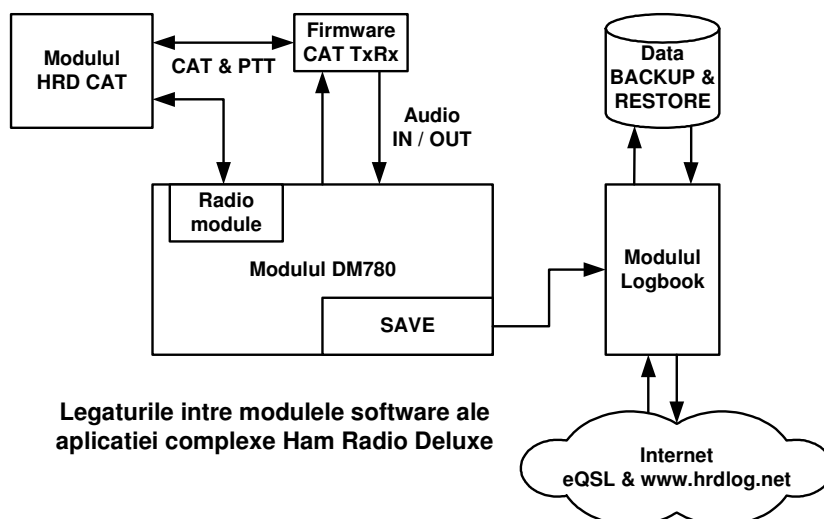 Modulul
HRD CAT
CAT & PTT
Firmware
CAT TxRx
Audio
IN / OUT
Data
BACKUP &
RESTORE
Radio
module
Modulul DM780
SAVE
Modulul
Logbook
Legaturile intre modulele software ale
aplicatiei complexe Ham Radio Deluxe
Internet
eQSL & www.hrdlog.net